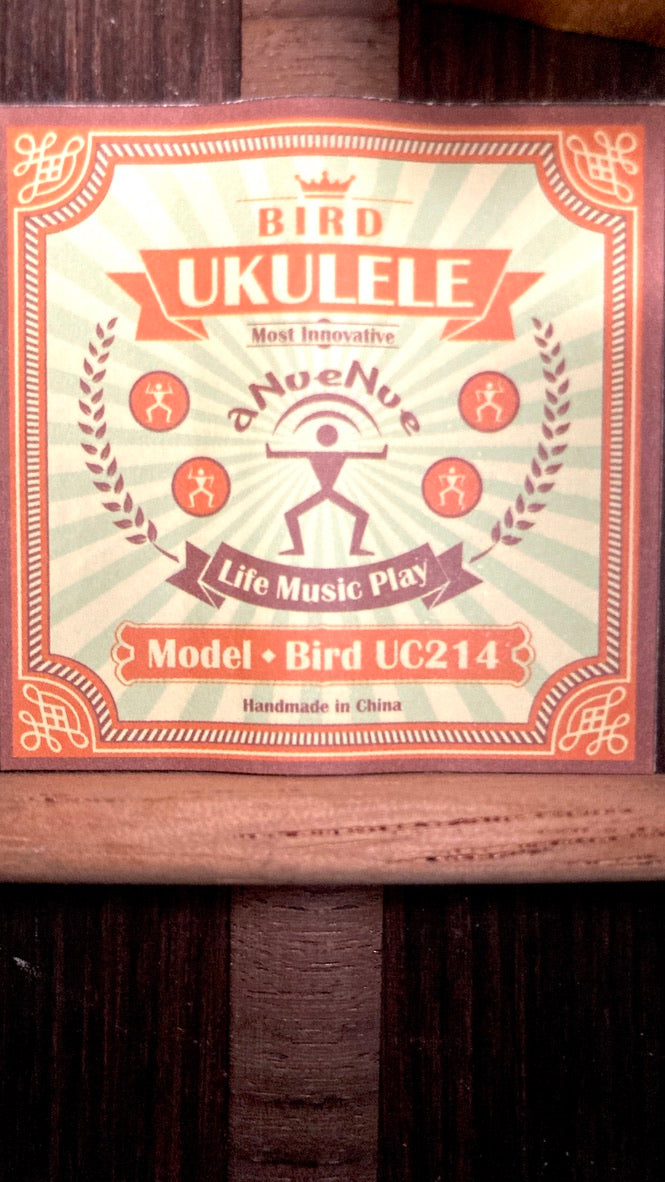 BIRD
UKULELE
Most Innovative
aNueNue
Life Music Play
Model • Bird UC214
Handmade in China